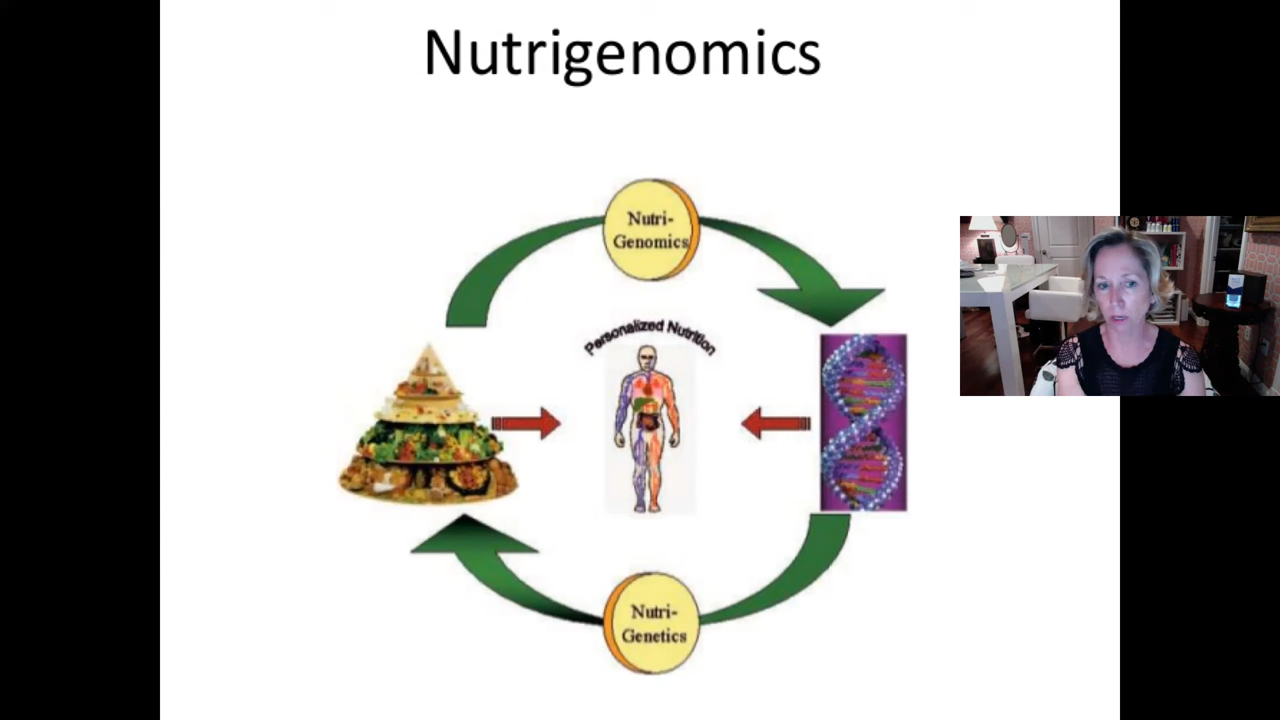 Nutrigenomics
Nutri-
Genomics
Personalized Nutrition
Nutri-
Genetics